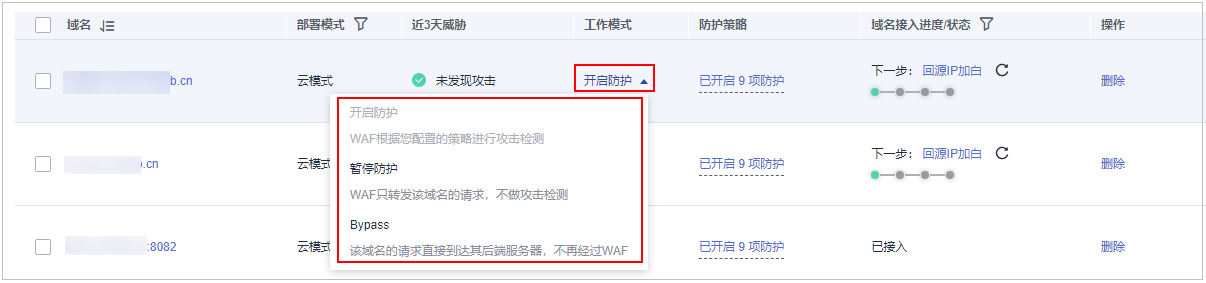 域名 部署模式 近3天威胁 工作模式 防护策略 域名接入进度/状态 操作
b.cn 云模式 未发现攻击 开启防护 已开启 9 项防护 下一步： 回源IP加白 删除
开启防护
WAF根据您配置的策略进行攻击检测
暂停防护
WAF只转发该域名的请求，不做攻击检测
Bypass
该域名的请求直接到达其后端服务器，不再经过WAF
.cn 云模式 已开启 9 项防护 下一步： 回源IP加白 删除
:8082 云模式 已开启 9 项防护 已接入 删除